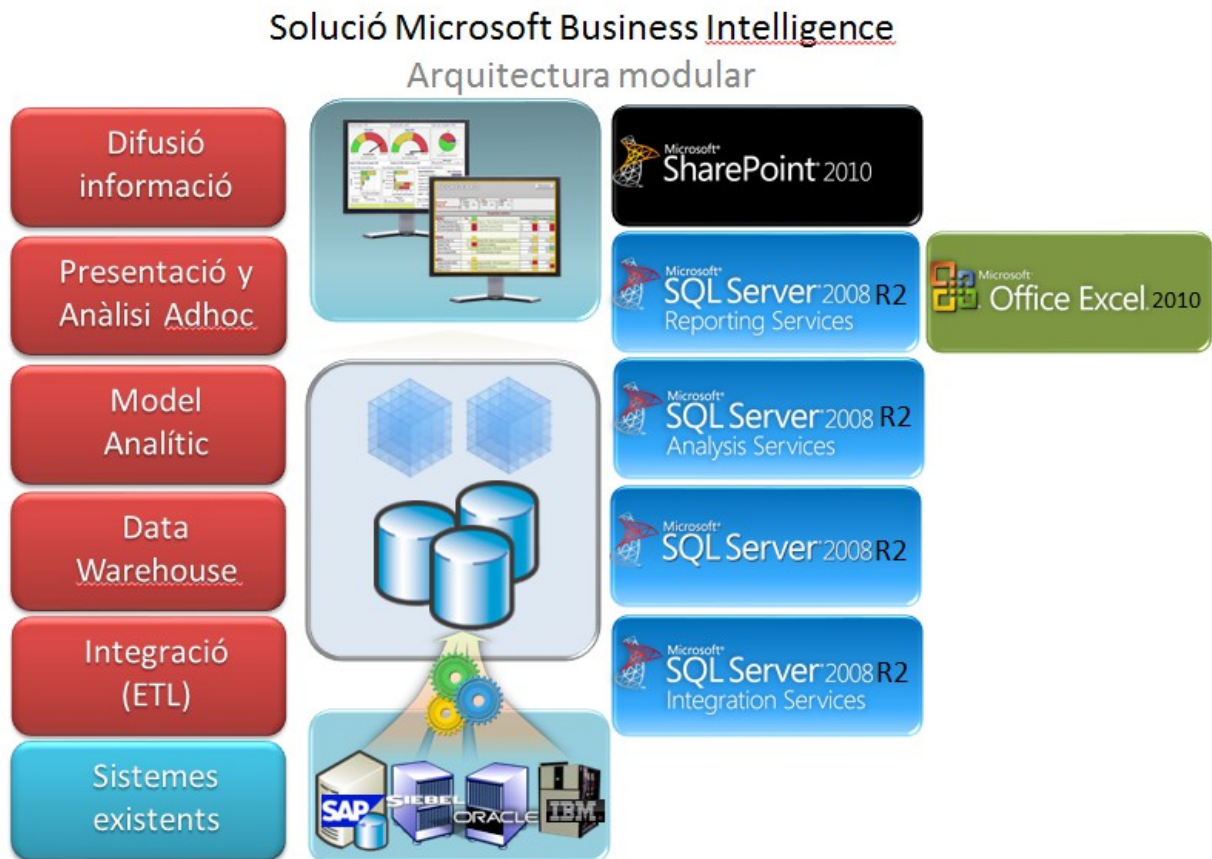 Solució Microsoft Business Intelligence
Arquitectura modular
Difusió
informació
Microsoft®
SharePoint® 2010
Presentació y
Anàlisi Adhoc
Microsoft®
SQL Server® 2008 R2
Reporting Services
Microsoft®
Office Excel® 2010
Model
Analític
Microsoft®
SQL Server® 2008 R2
Analysis Services
Data
Warehouse
Microsoft®
SQL Server® 2008 R2
Integració
(ETL)
Microsoft®
SQL Server® 2008 R2
Integration Services
Sistemes
existents
SAP
SIEBEL
ORACLE
IBM